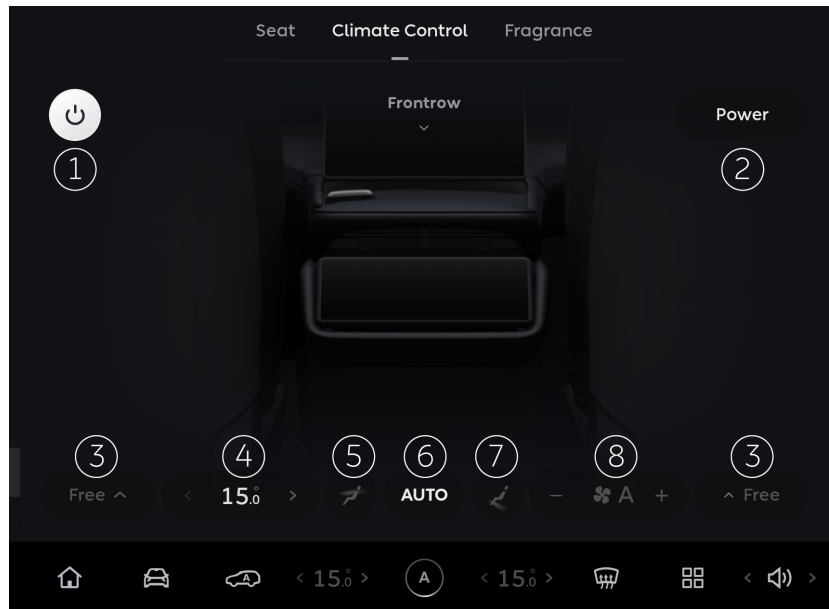 Seat Climate Control Fragrance
Frontrow
Power
1 2
3 4 5 6 7 8 3
Free 15.0° AUTO - A + Free
A 15.0° A 15.0°